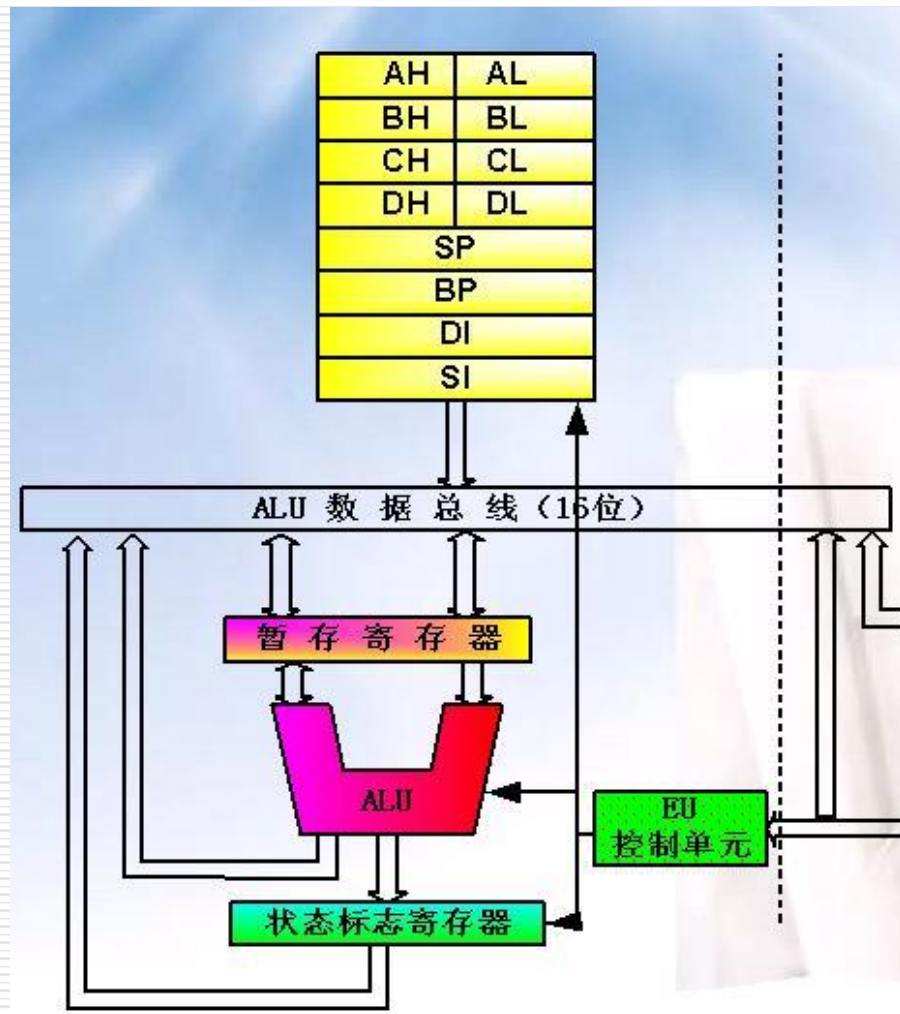 AH AL
BH BL
CH CL
DH DL
SP
BP
DI
SI
ALU 数 据 总 线（16位）
暂 存 寄 存 器
ALU
EU
控制单元
状态标志寄存器